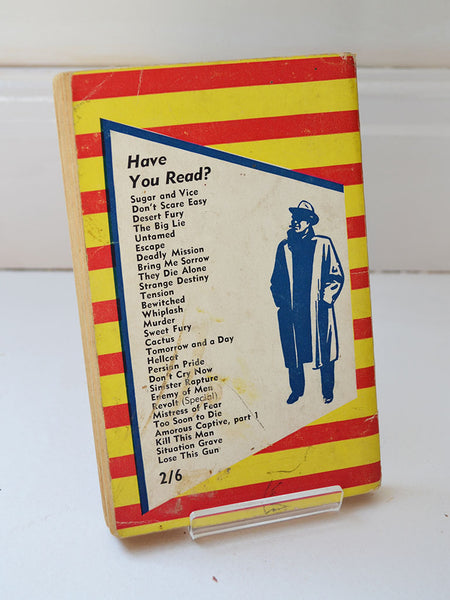 Have
You Read?
Sugar and Vice
Don't Scare Easy
Desert Fury
The Big Lie
Untamed
Escape
Deadly Mission
Bring Me Sorrow
They Die Alone
Strange Destiny
Tension
Bewitched
Whiplash
Murder
Sweet Fury
Cactus
Tomorrow and a Day
Hellcat
Persian Pride
Don't Cry Now
Sinister Rapture
Enemy of Men
Revolt (Special)
Mistress of Fear
Too Soon to Die
Amorous Captive, part 1
Kill This Man
Situation Grave
Lose This Gun
2/6